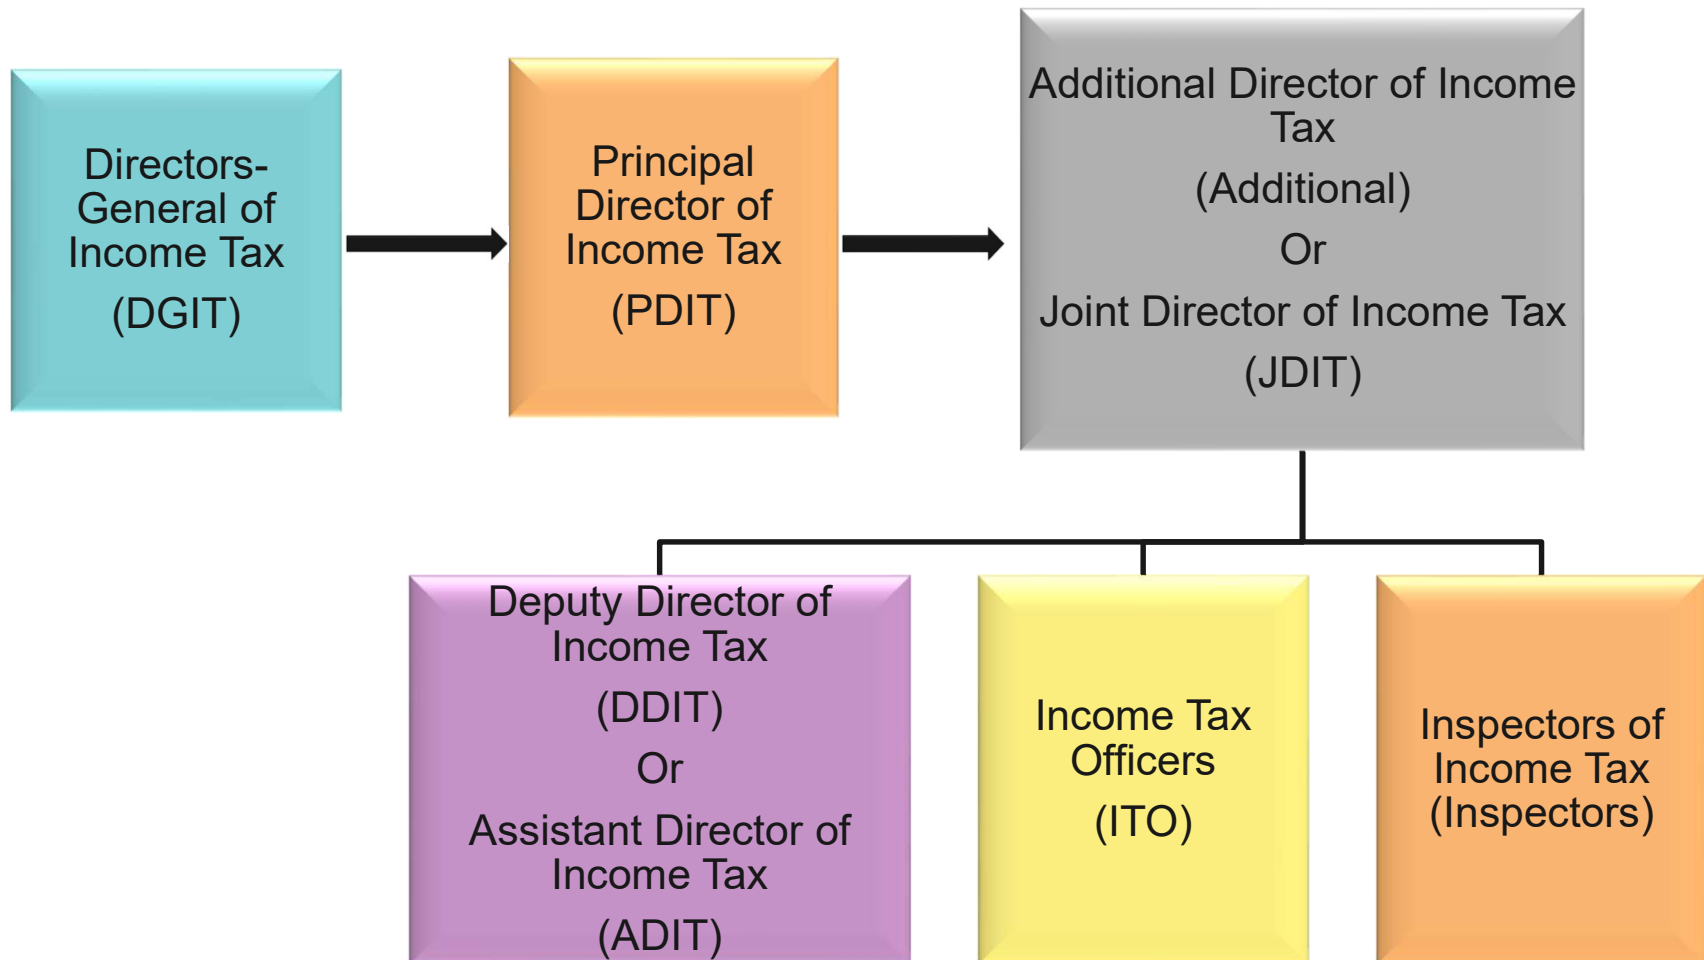 Directors-
General of
Income Tax
(DGIT)
Principal
Director of
Income Tax
(PDIT)
Additional Director of Income
Tax
(Additional)
Or
Joint Director of Income Tax
(JDIT)
Deputy Director of
Income Tax
(DDIT)
Or
Assistant Director of
Income Tax
(ADIT)
Income Tax
Officers
(ITO)
Inspectors of
Income Tax
(Inspectors)